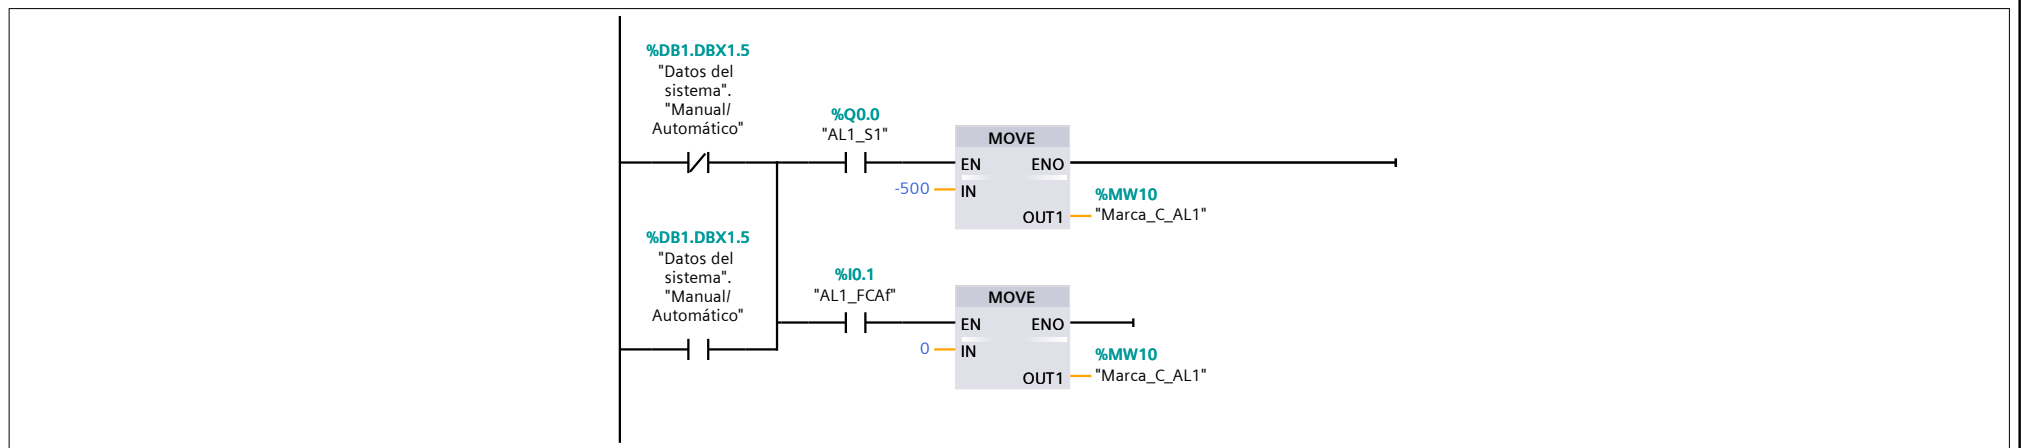 %DB1.DBX1.5
"Datos del
sistema".
"Manual/
Automático"
%Q0.0
"AL1_S1"
MOVE
EN ENO
-500 IN
OUT1
%MW10
"Marca_C_AL1"
%DB1.DBX1.5
"Datos del
sistema".
"Manual/
Automático"
%I0.1
"AL1_FCAf"
MOVE
EN ENO
0 IN
OUT1
%MW10
"Marca_C_AL1"